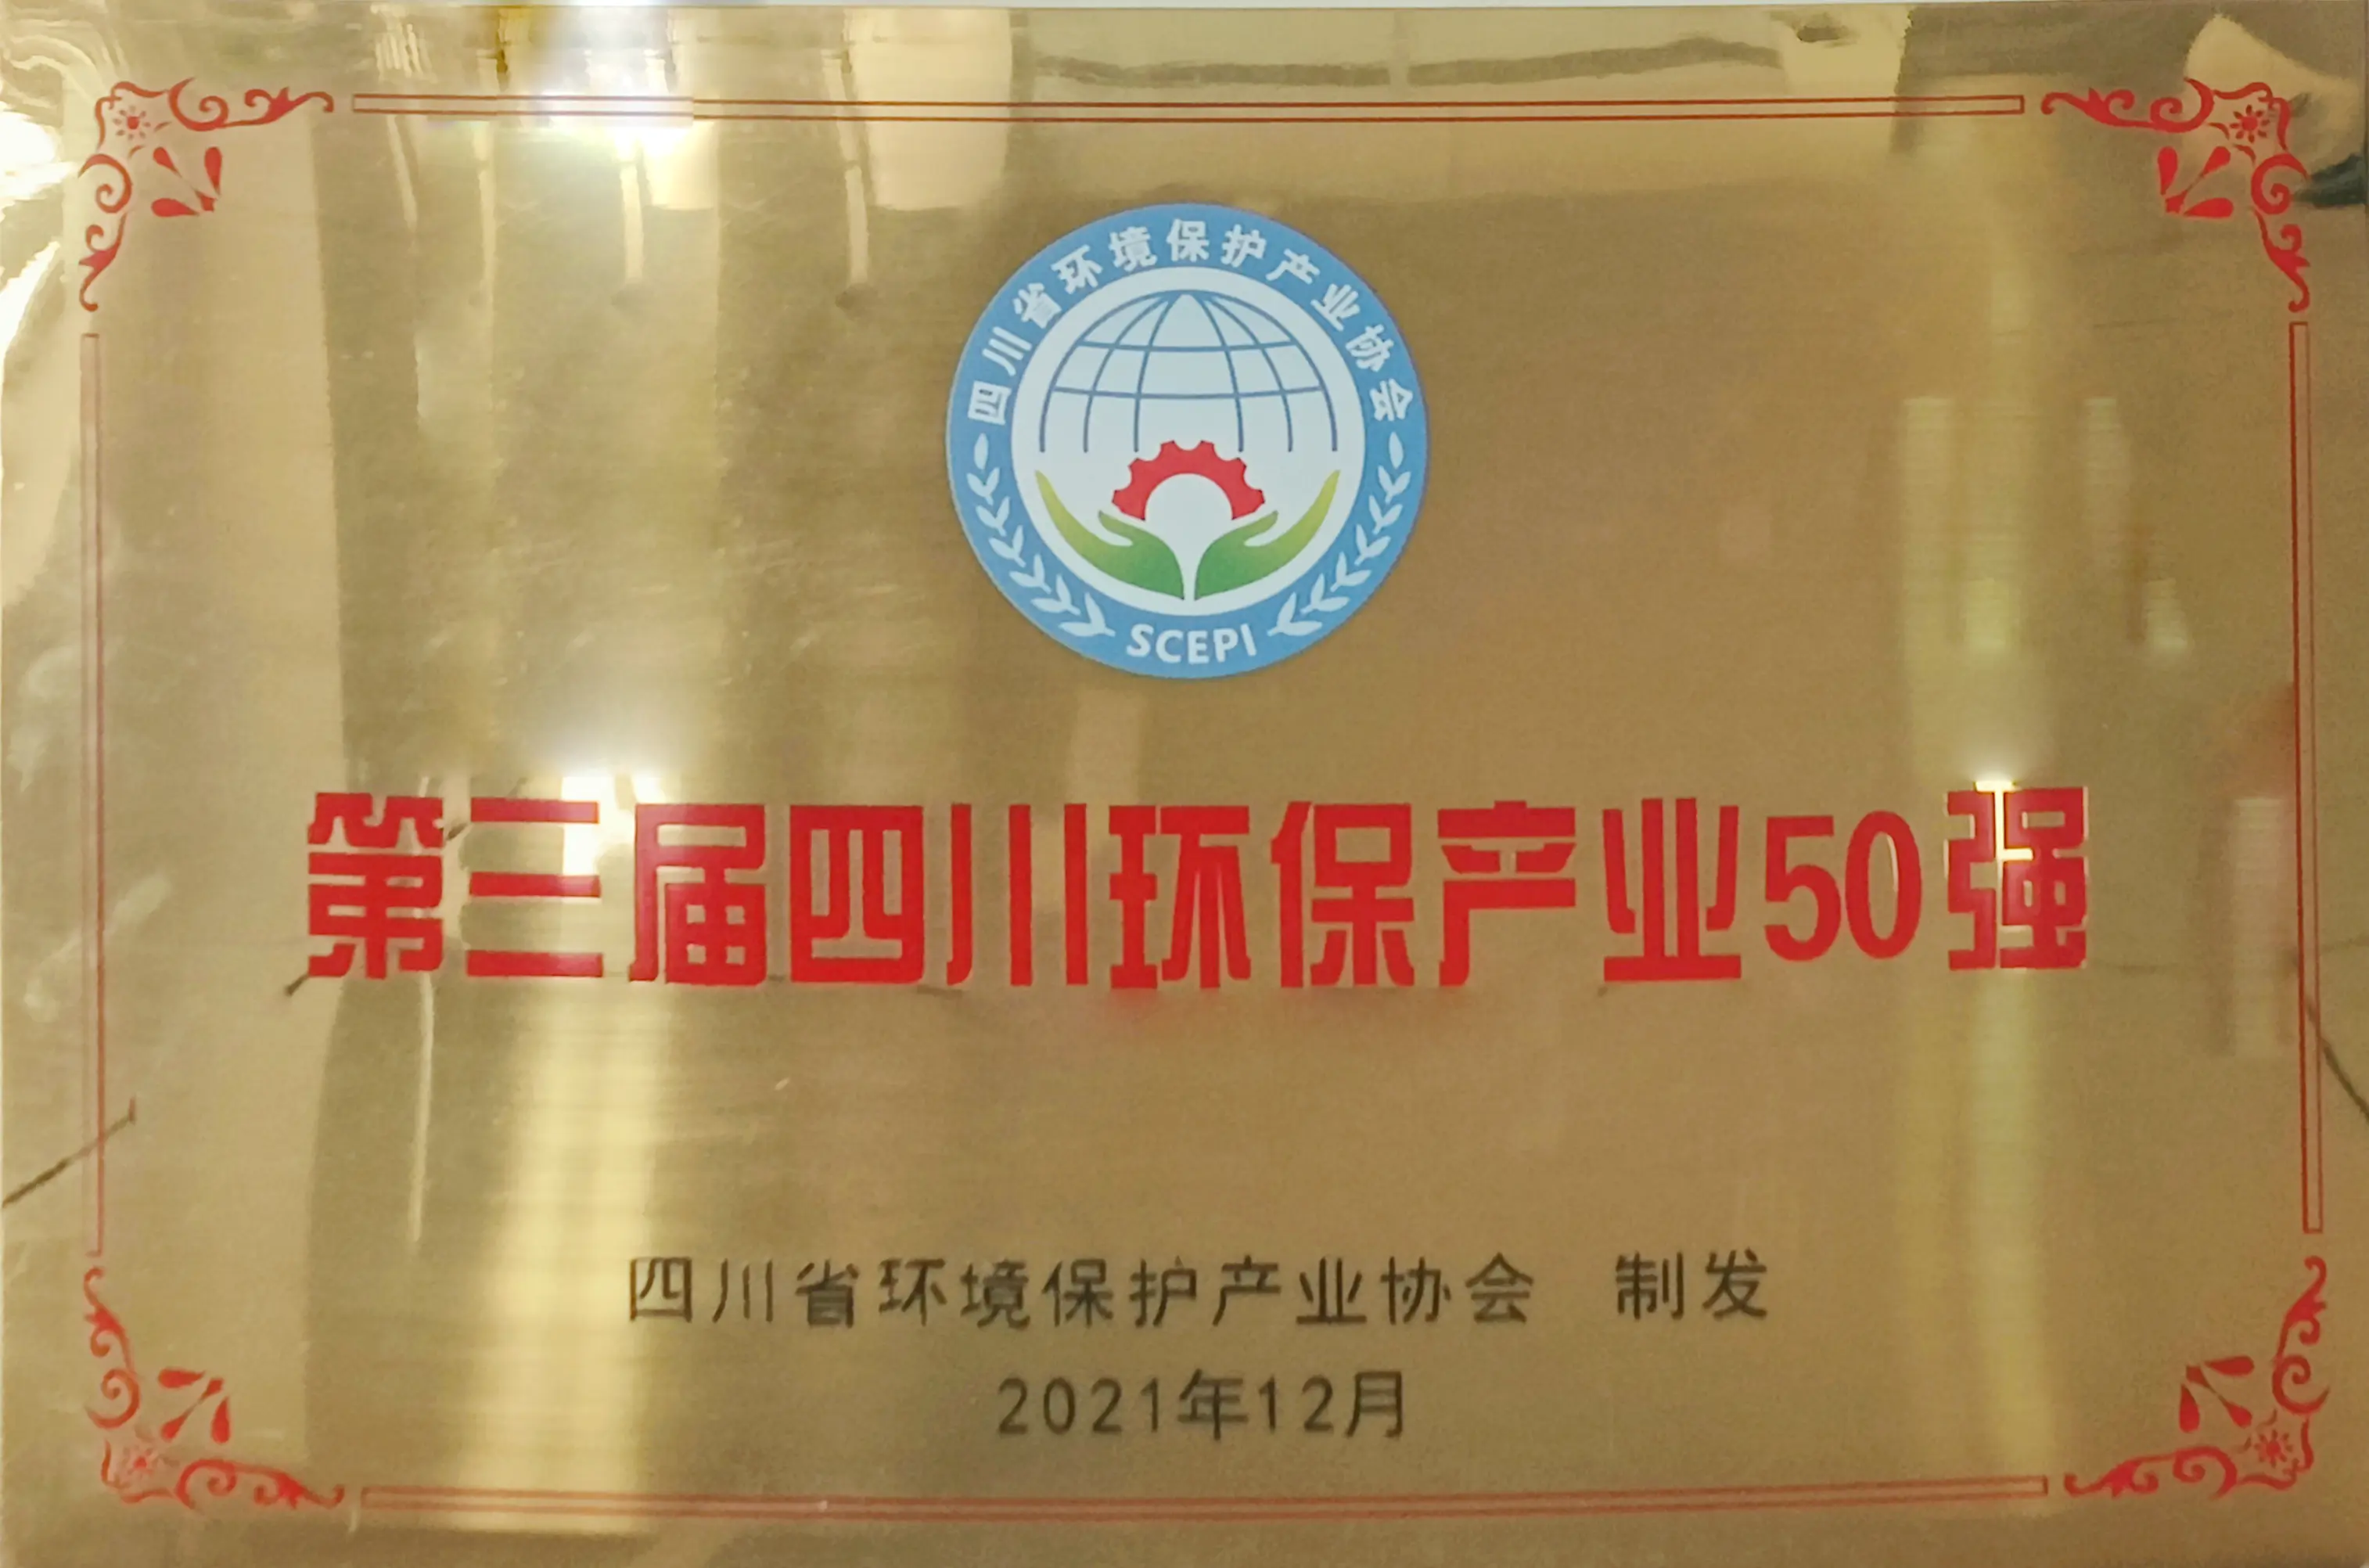 四川省环境保护产业协会
SCEPI
第三届四川环保产业50强
四川省环境保护产业协会 制发
2021年12月